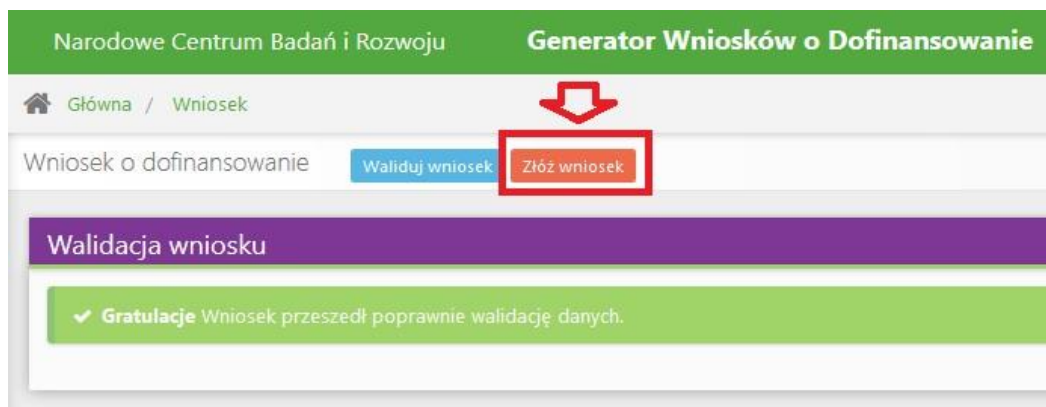 Narodowe Centrum Badań i Rozwoju Generator Wniosków o Dofinansowanie
Główna / Wniosek
Wniosek o dofinansowanie Waliduj wniosek Złóż wniosek
Walidacja wniosku
Gratulacje Wniosek przeszedł poprawnie walidację danych.